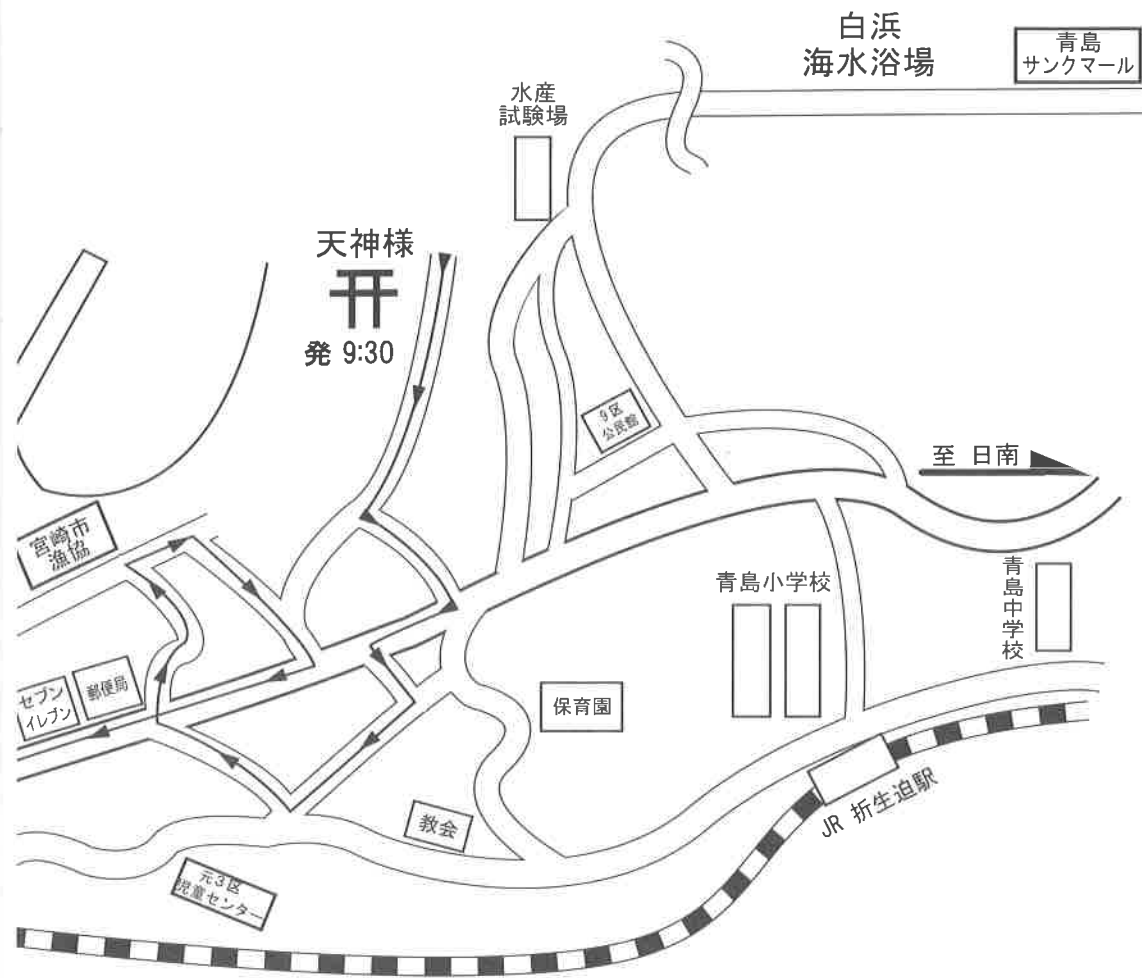 白浜
海水浴場
青島
サンクマール
水産
試験場
天神様
発 9:30
9区
公民館
至 日南
宮崎市
漁協
青島小学校
青島中学校
セブン
イレブン
郵便局
保育園
教会
JR 折生迫駅
元3区
児童センター